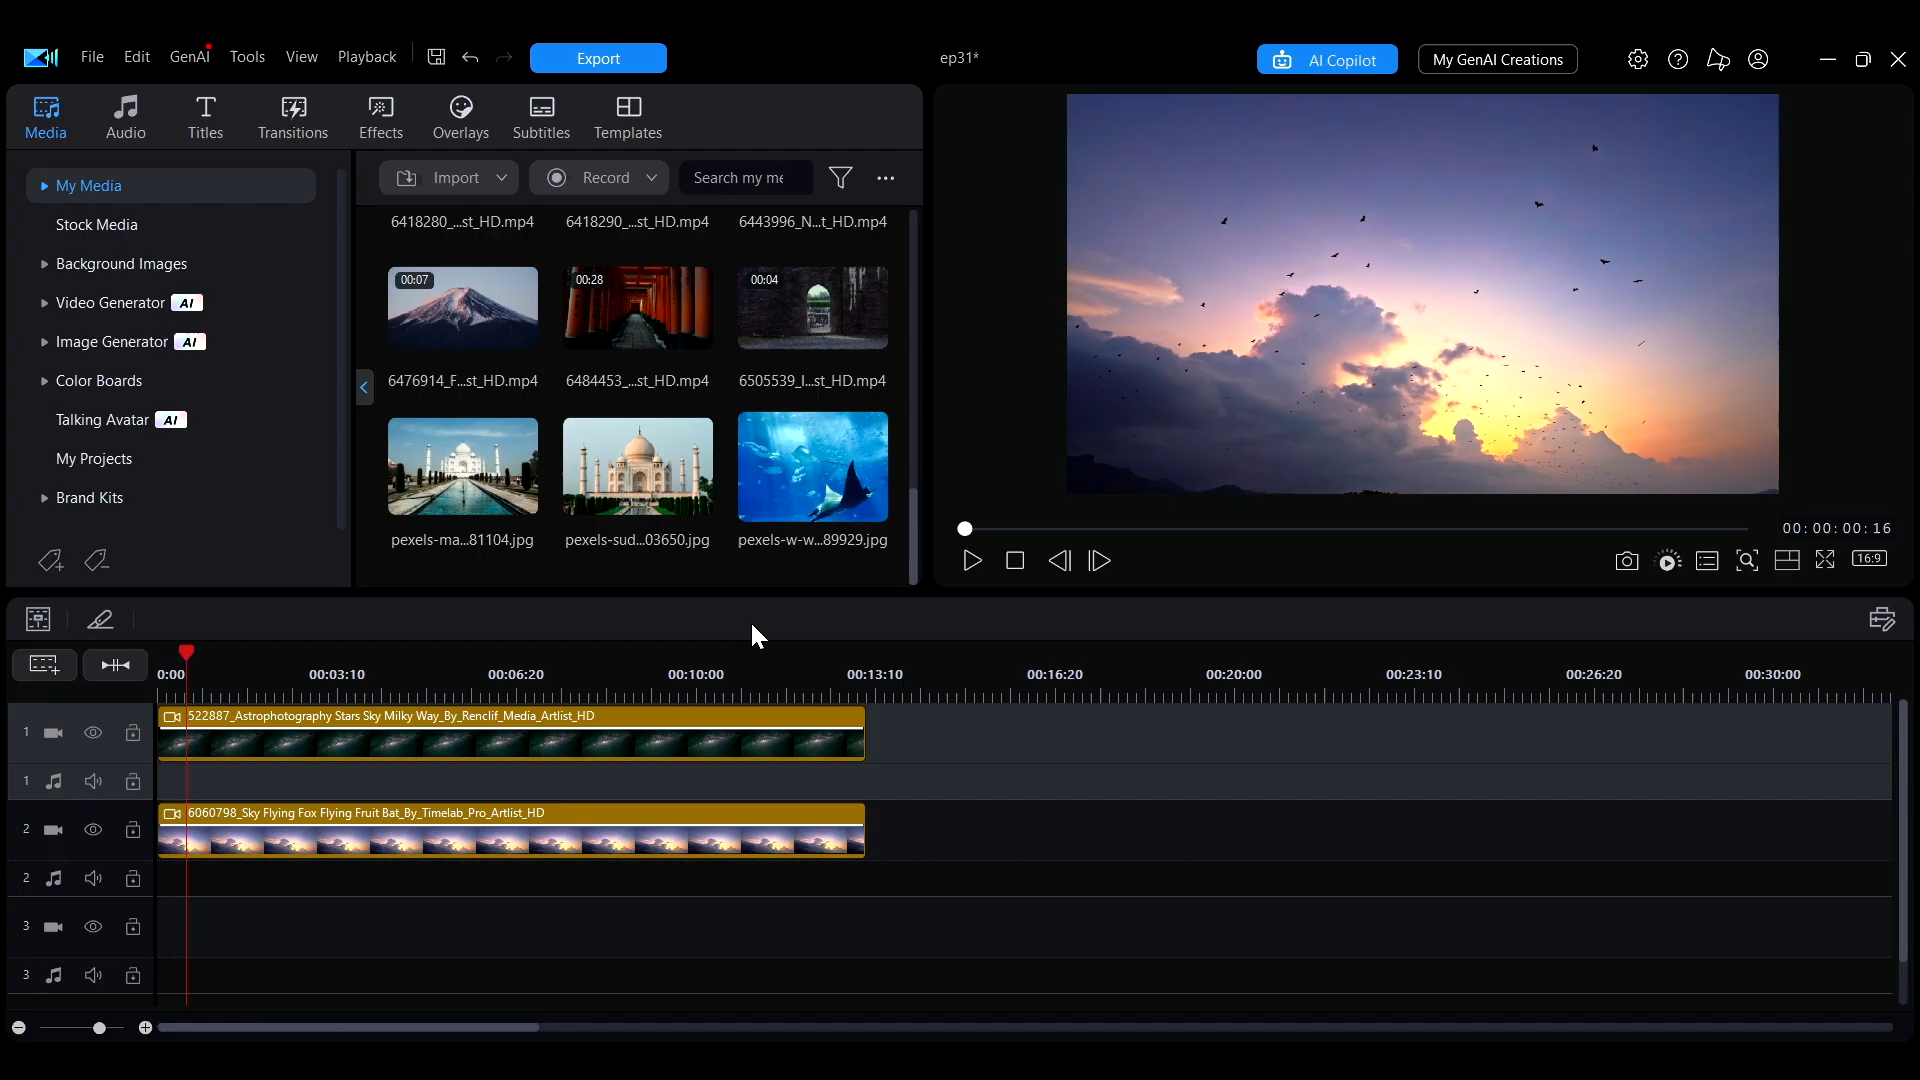 File Edit GenAI Tools View Playback Export ep31* AI Copilot My GenAI Creations
Media Audio Titles Transitions Effects Overlays Subtitles Templates
My Media
Stock Media
Background Images
Video Generator AI
Image Generator AI
Color Boards
Talking Avatar AI
My Projects
Brand Kits
Import Record Search my me
6418280_...st_HD.mp4 6418290_...st_HD.mp4 6443996_N...t_HD.mp4
00:07 00:28 00:04
6476914_F...st_HD.mp4 6484453_...st_HD.mp4 6505539_I...st_HD.mp4
pexels-ma...81104.jpg pexels-sud...03650.jpg pexels-w-w...89929.jpg
00:00:00:16
16:9
0:00 00:03:10 00:06:20 00:10:00 00:13:10 00:16:20 00:20:00 00:23:10 00:26:20 00:30:00
1 522887_Astrophotography Stars Sky Milky Way_By_Renclif_Media_Artlist_HD
1
2 6060798_Sky Flying Fox Flying Fruit Bat_By_Timelab_Pro_Artlist_HD
2
3
3